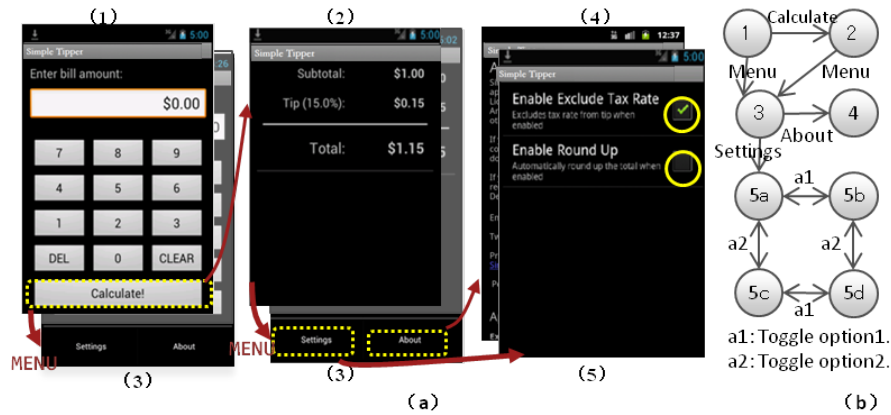 (1)
(2)
(4)
5:00
5:00
12:37
5:00
Simple Tipper
Enter bill amount:
$0.00
7 8 9
4 5 6
1 2 3
DEL 0 CLEAR
Calculate!
MENU
Settings About
(3)
Simple Tipper
Subtotal: $1.00
Tip (15.0%): $0.15
Total: $1.15
MENU
Settings About
(3)
Simple Tipper
Enable Exclude Tax Rate
Excludes tax rate from tip when
enabled
Enable Round Up
Automatically round up the total when
enabled
(5)
(a)
1 Calculate 2
Menu Menu
3 About 4
Settings
5a a1 5b
a2 a2
5c a1 5d
a1: Toggle option1.
a2: Toggle option2.
(b)